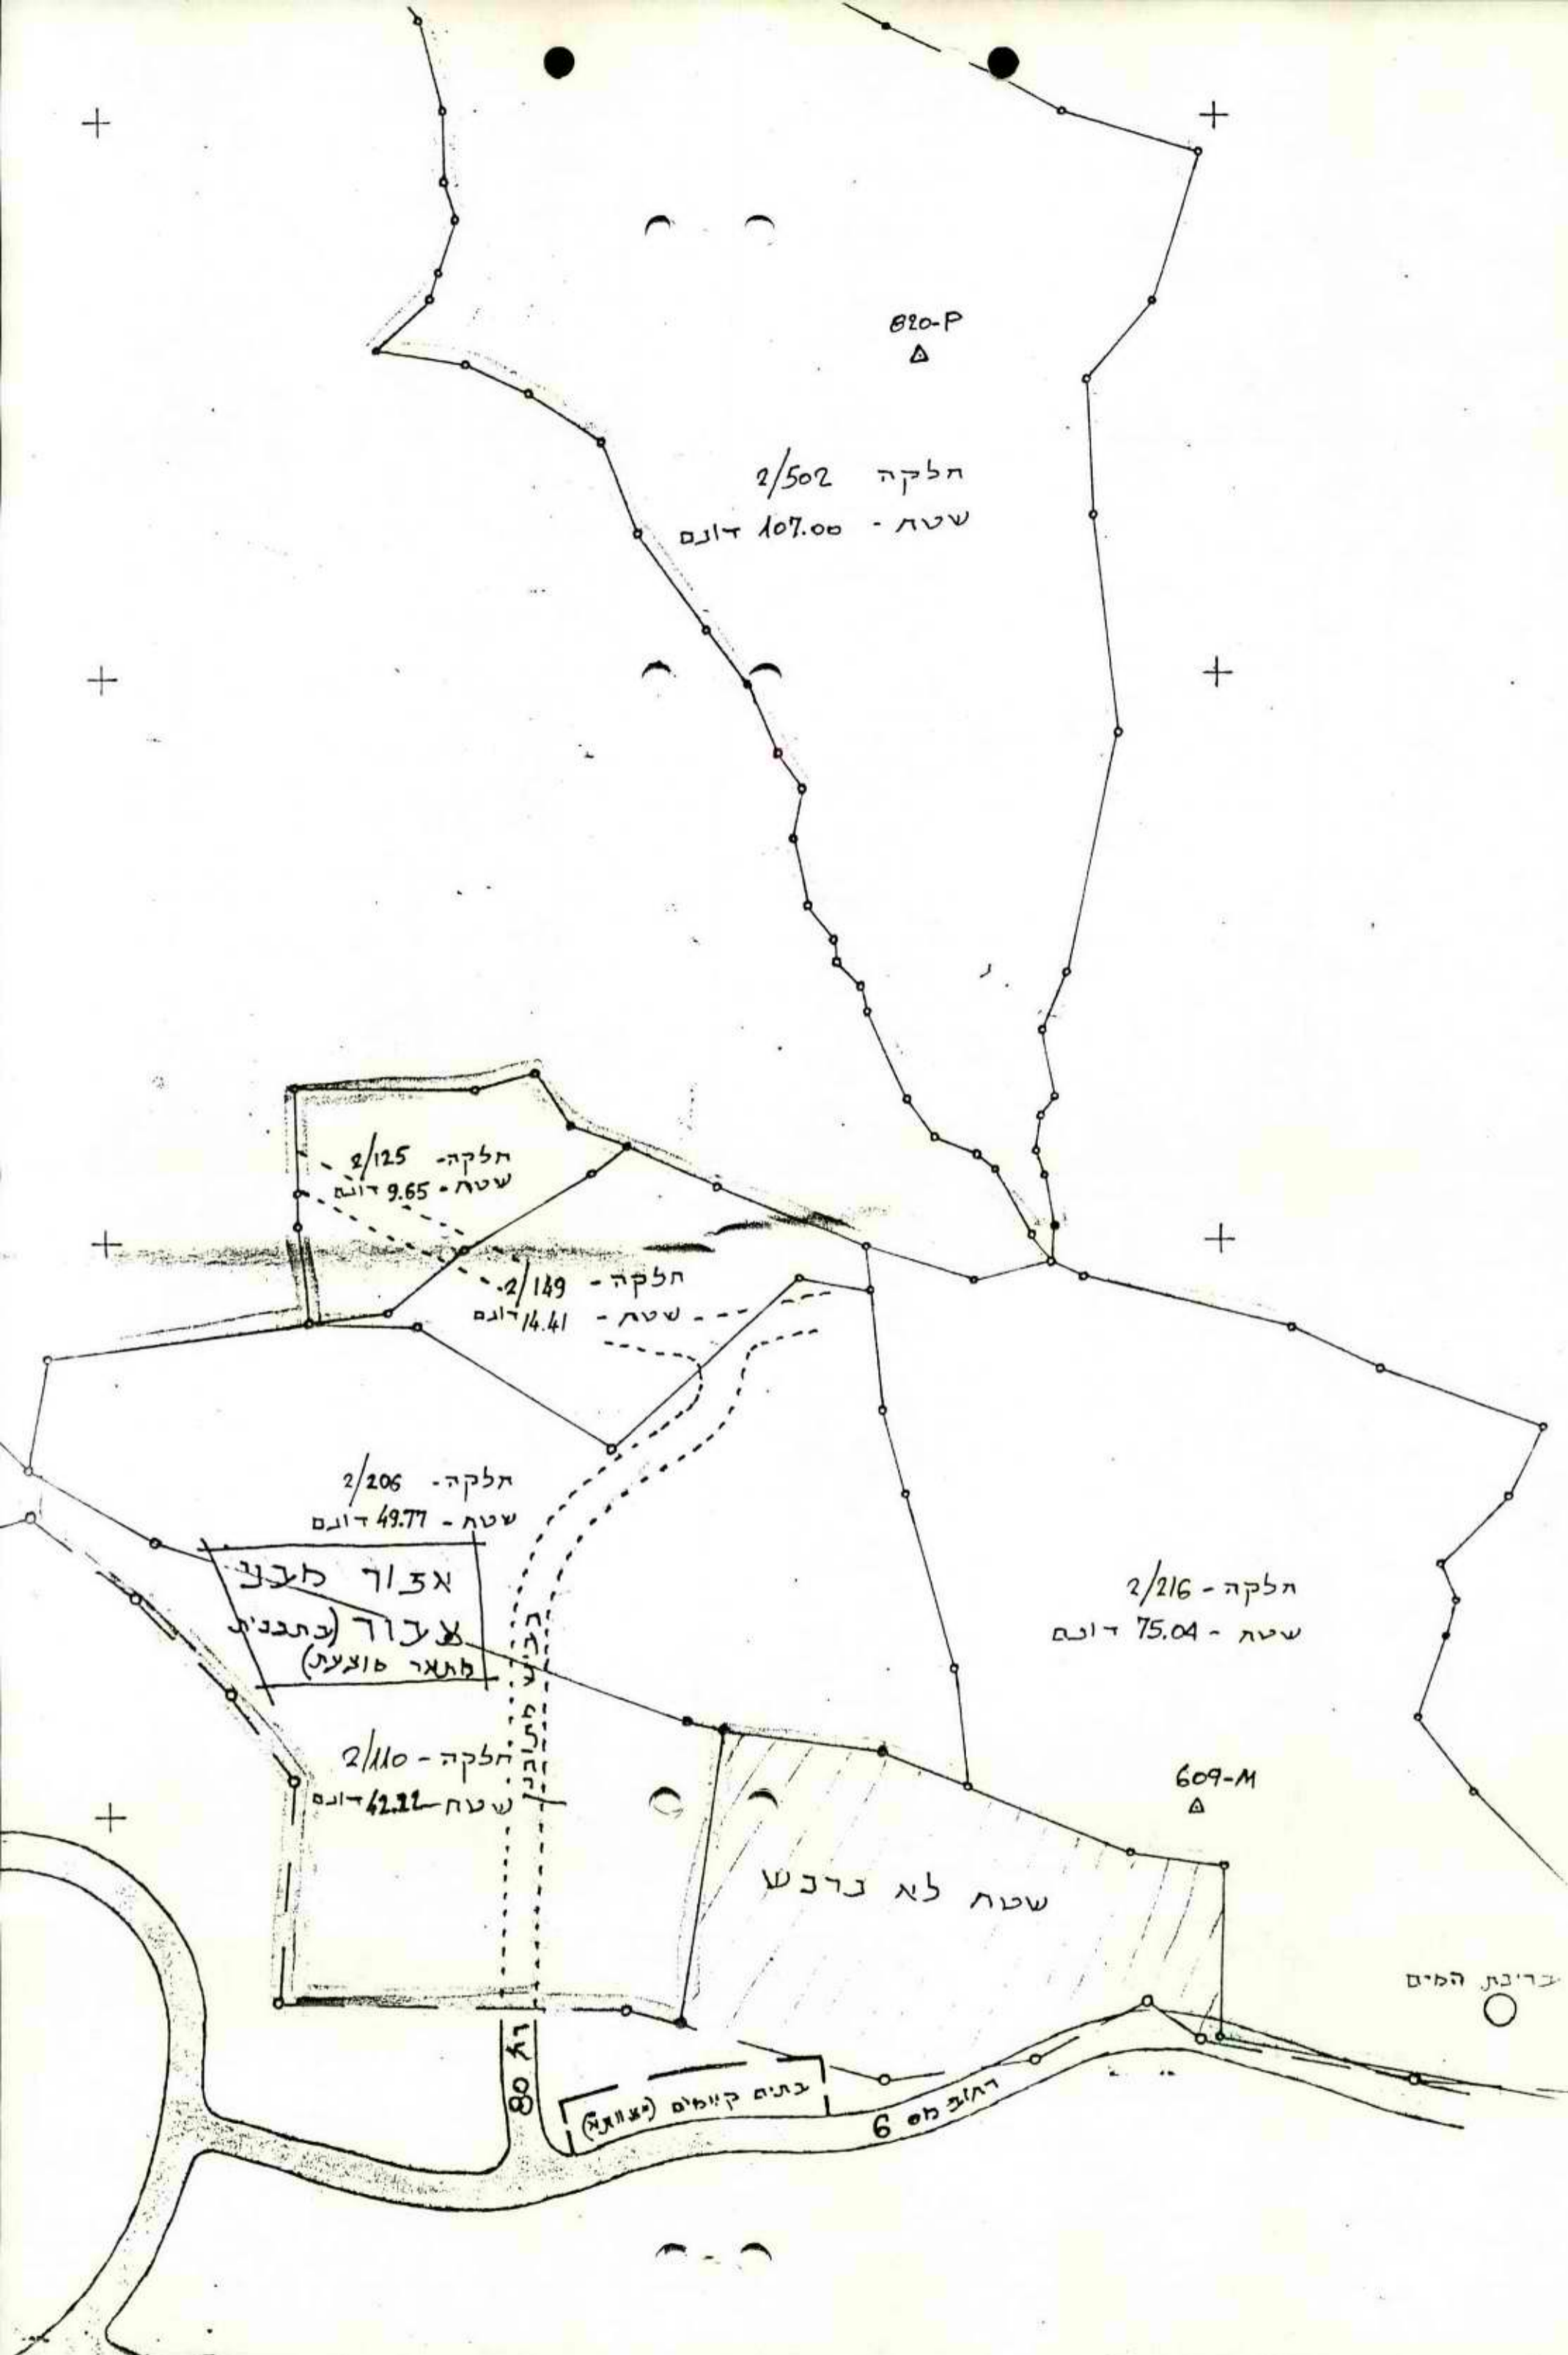 820-P
חלקה 2/502
שטח - 107.00 דונם
חלקה- 2/125
שטח - 9.65 דונם
חלקה - 2/149
שטח - 14.41 דונם
חלקה- 2/206
שטח - 49.77 דונם
אזור מבני
ציבור (בתבנית
מתאר מוצעת)
חלקה - 2/216
שטח - 75.04 דונם
חלקה - 2/110
שטח - 42.22 דונם
609-M
שטח לא נרכש
בריכת המים
רח 80
בתים קיימים
רחוב מס 9